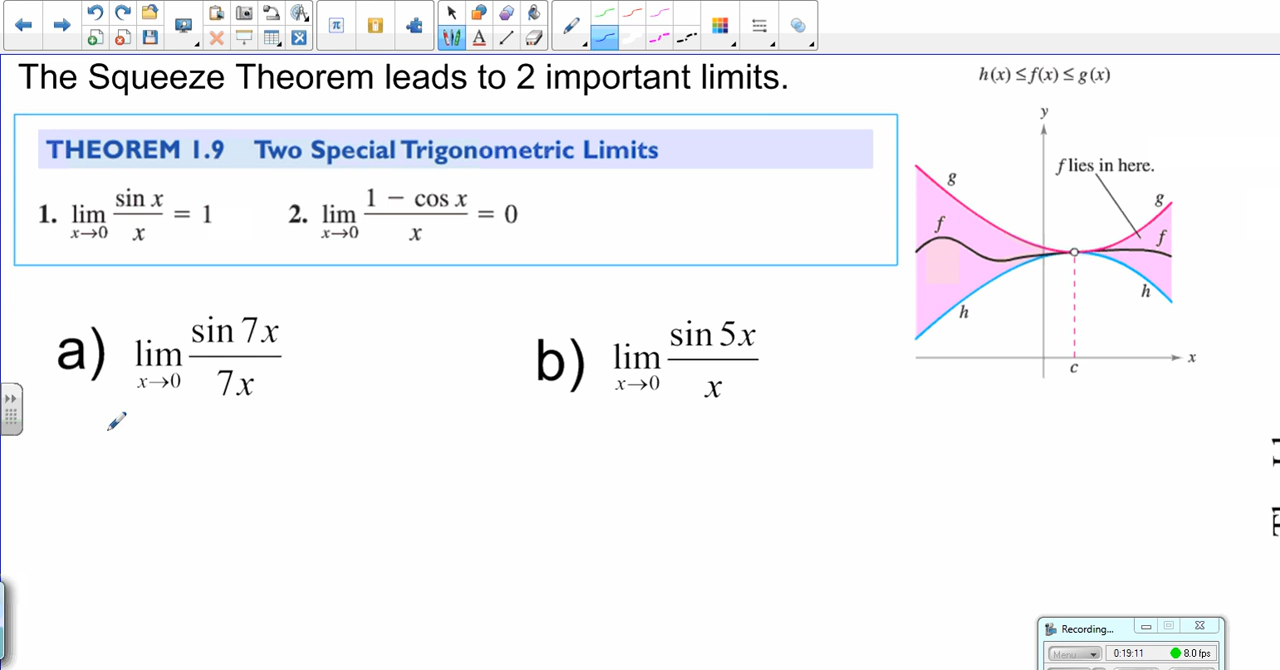 The Squeeze Theorem leads to 2 important limits.
h(x) ≤ f(x) ≤ g(x)
THEOREM 1.9 Two Special Trigonometric Limits
1. lim x→0 sin x / x = 1 2. lim x→0 1 − cos x / x = 0
y
f lies in here.
g
g
f
f
h
h
x
c
a) lim x→0 sin 7x / 7x b) lim x→0 sin 5x / x
Recording...
Menu 0:19:11 8.0 fps